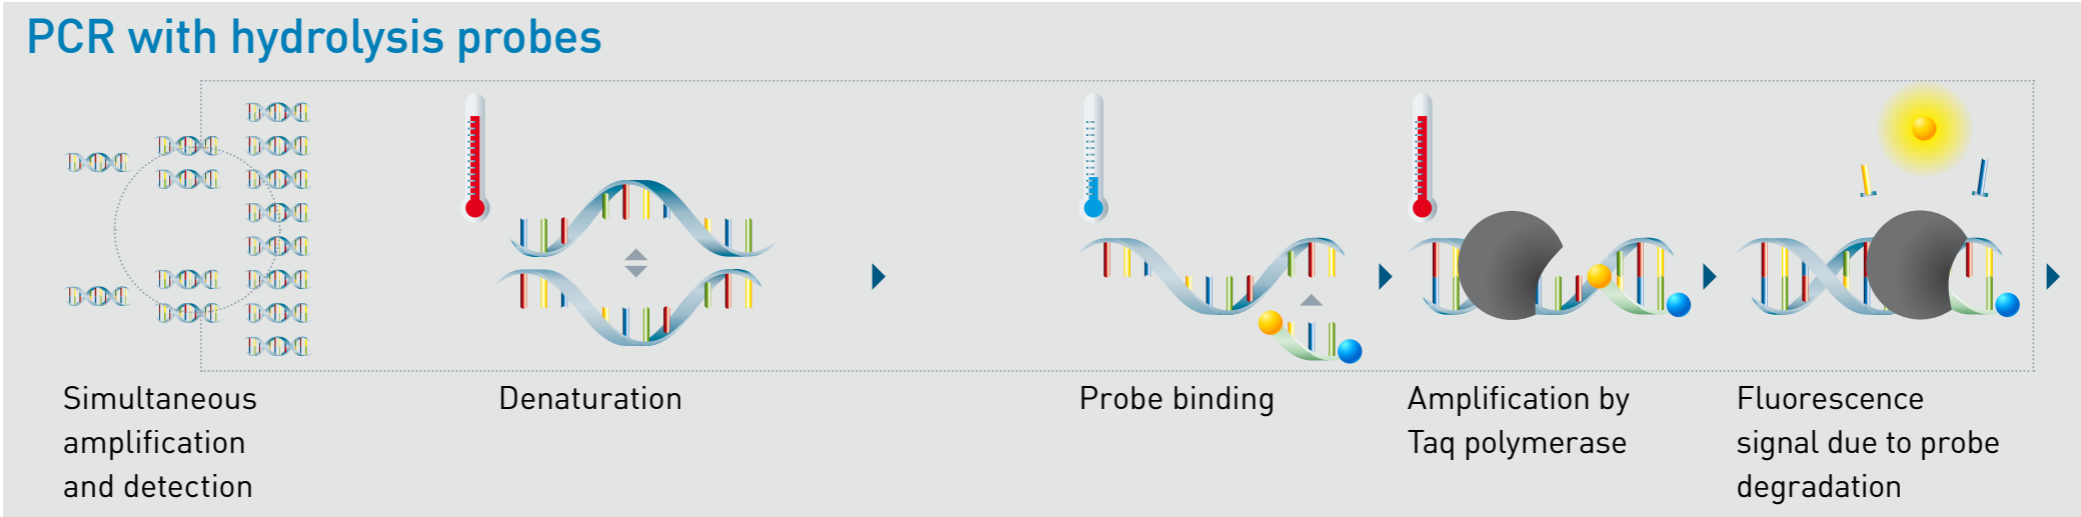 PCR with hydrolysis probes
Simultaneous
amplification
and detection
Denaturation
Probe binding
Amplification by
Taq polymerase
Fluorescence
signal due to probe
degradation